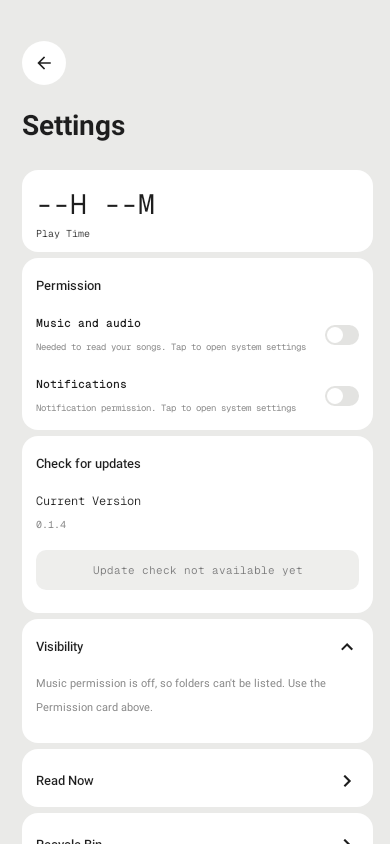 Settings
--H --M
Play Time
Permission
Music and audio
Needed to read your songs. Tap to open system settings
Notifications
Notification permission. Tap to open system settings
Check for updates
Current Version
0.1.4
Update check not available yet
Visibility
Music permission is off, so folders can't be listed. Use the
Permission card above.
Read Now
Recycle Bin